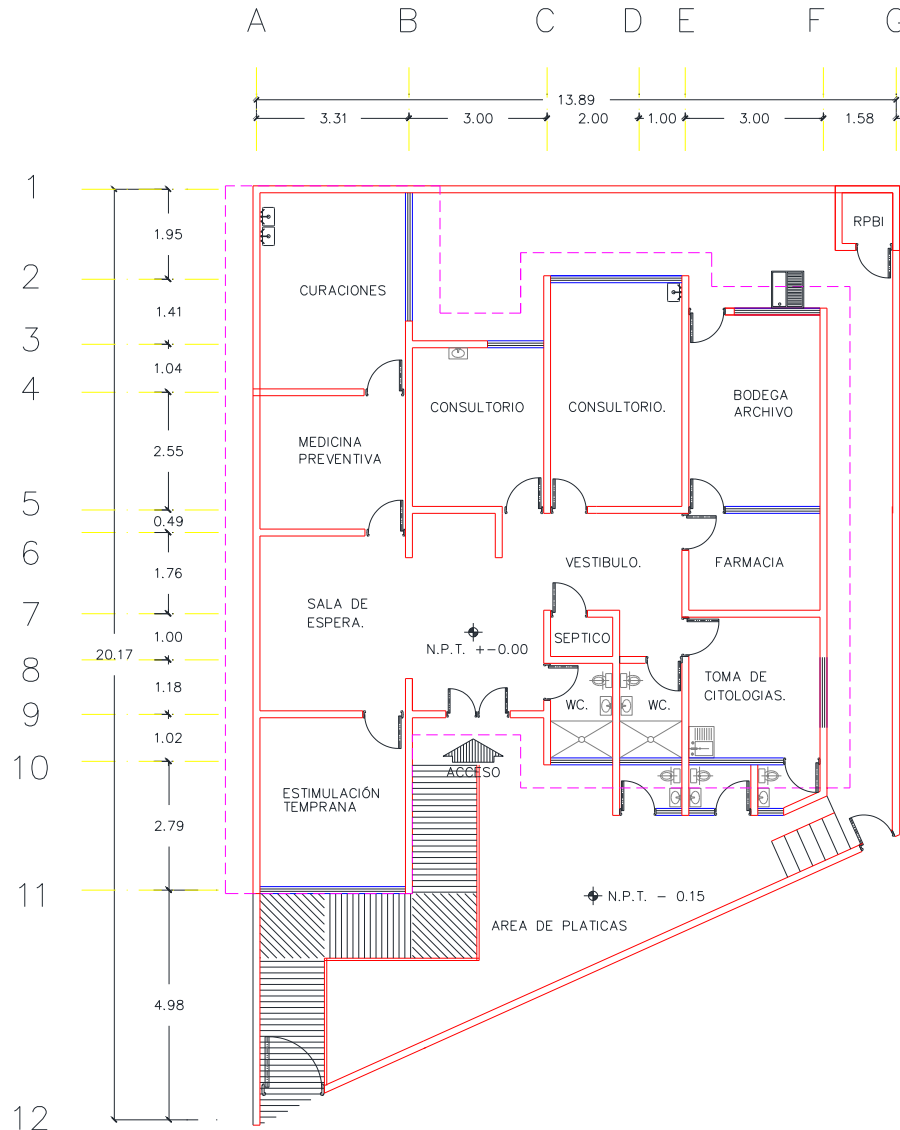 A B C D E F G
13.89
3.31 3.00 2.00 1.00 3.00 1.58
1
2
3
4
5
6
7
8
9
10
11
12
1.95
1.41
1.04
2.55
0.49
1.76
1.00
1.18
1.02
2.79
4.98
20.17
RPBI
CURACIONES
CONSULTORIO
CONSULTORIO.
BODEGA
ARCHIVO
MEDICINA
PREVENTIVA
VESTIBULO.
FARMACIA
SALA DE
ESPERA.
SEPTICO
N.P.T. +-0.00
WC.
WC.
TOMA DE
CITOLOGIAS.
ACCESO
ESTIMULACIÓN
TEMPRANA
N.P.T. - 0.15
AREA DE PLATICAS